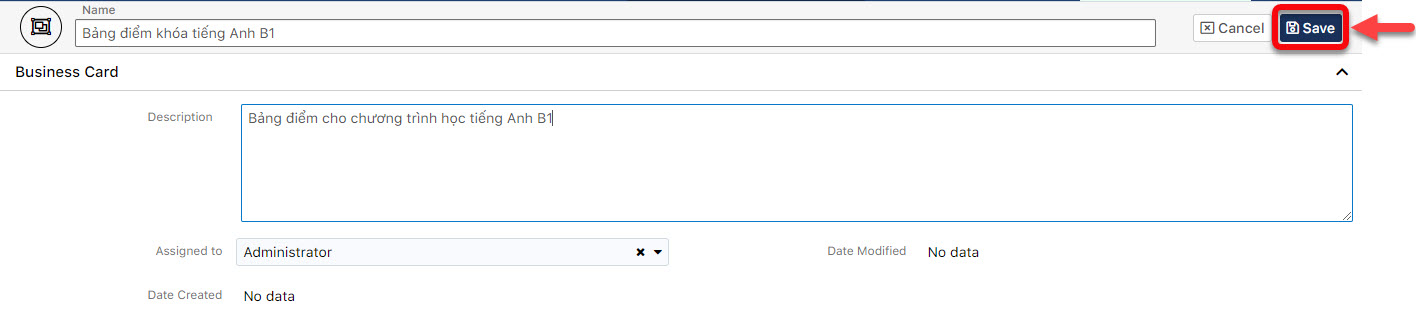 Name
Bảng điểm khóa tiếng Anh B1
Cancel
Save
Business Card
Description
Bảng điểm cho chương trình học tiếng Anh B1
Assigned to
Administrator
Date Modified
No data
Date Created
No data